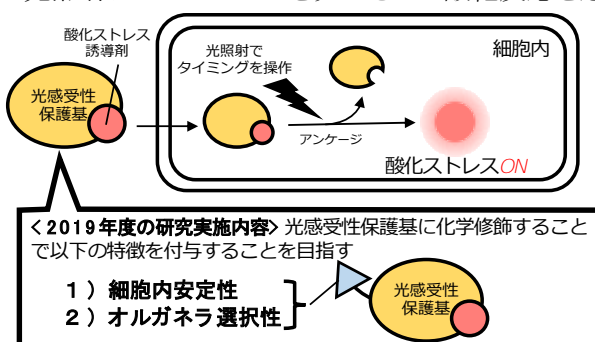 酸化ストレス
誘導剤
光照射で
タイミングを操作
細胞内
光感受性
保護基
アンケージ
酸化ストレスON
<2019年度の研究実施内容> 光感受性保護基に化学修飾すること
で以下の特徴を付与することを目指す
1）細胞内安定性
2）オルガネラ選択性
光感受性
保護基